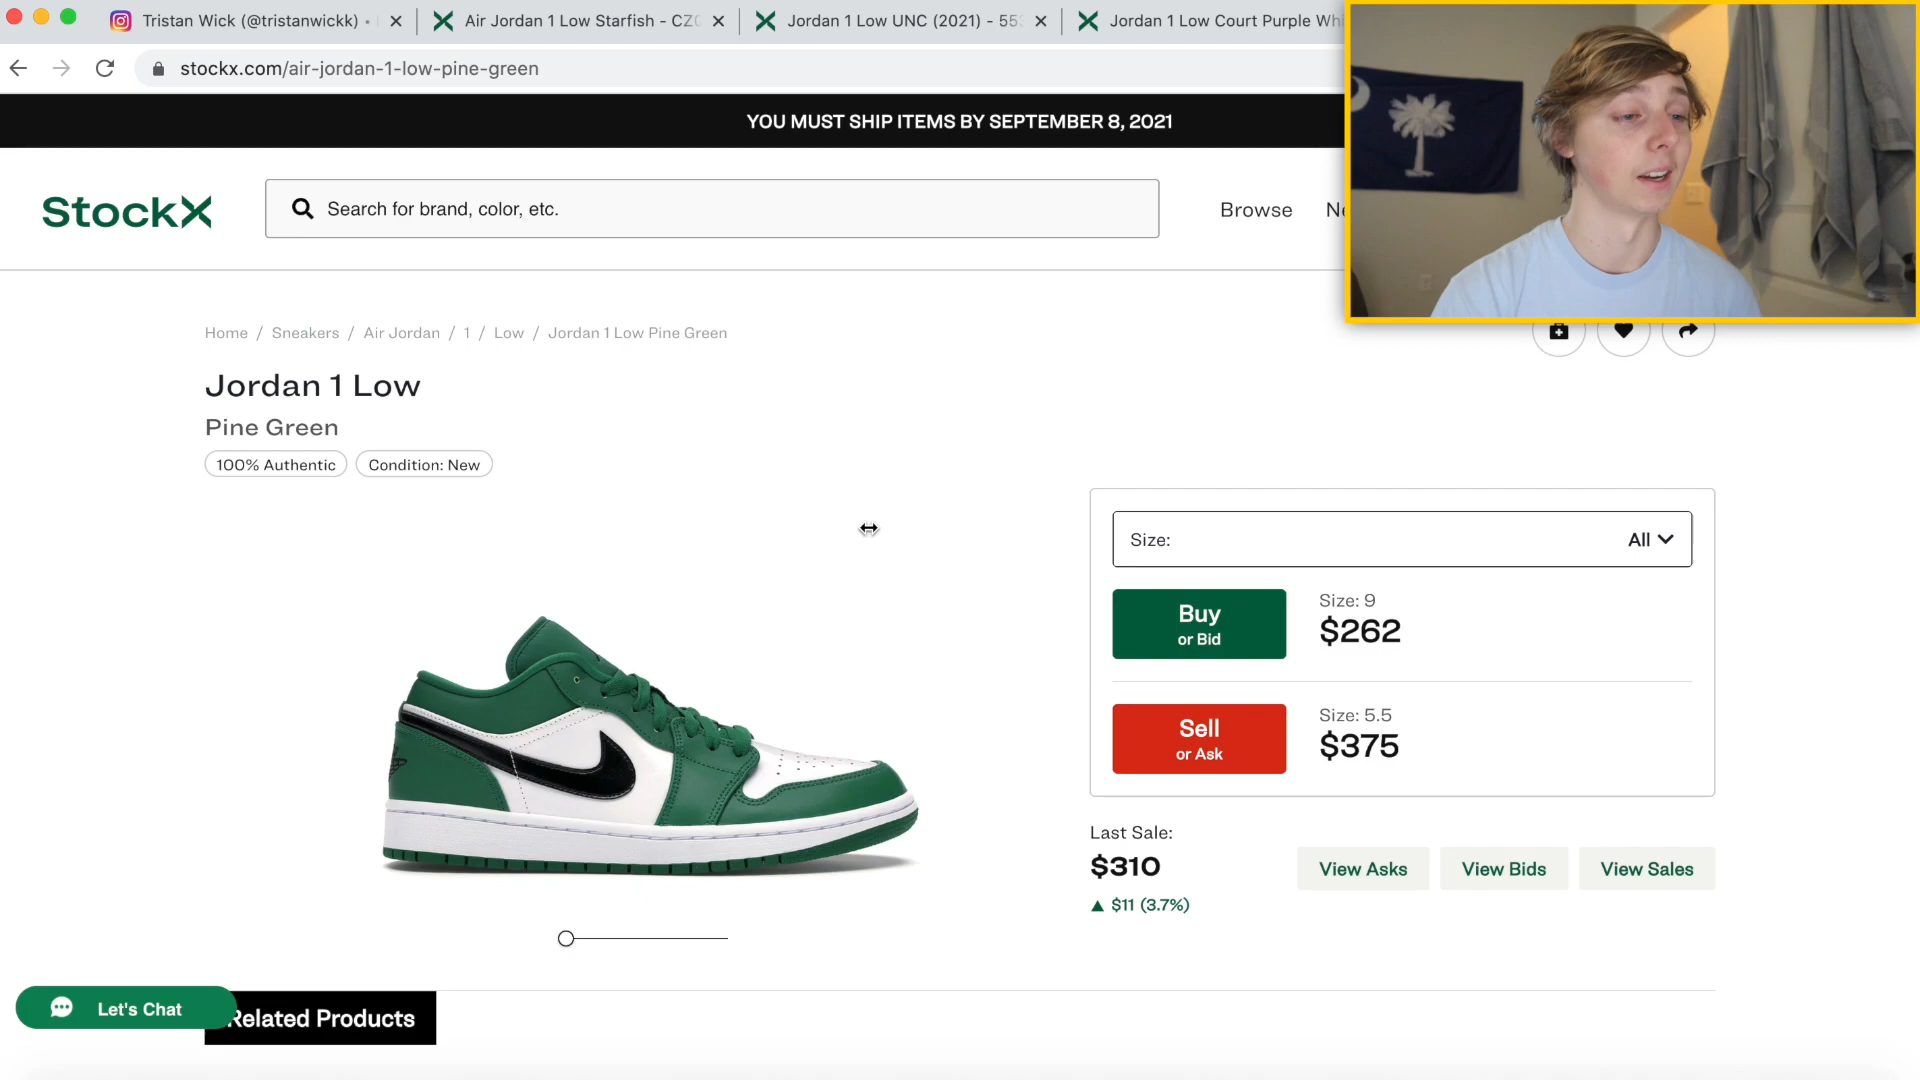 Tristan Wick (@tristanwickk) •
Air Jordan 1 Low Starfish - CZ
Jordan 1 Low UNC (2021) - 55
Jordan 1 Low Court Purple Wh
stockx.com/air-jordan-1-low-pine-green
YOU MUST SHIP ITEMS BY SEPTEMBER 8, 2021
StockX
Search for brand, color, etc.
Browse
Home / Sneakers / Air Jordan / 1 / Low / Jordan 1 Low Pine Green
Jordan 1 Low
Pine Green
100% Authentic
Condition: New
Size:
All
Buy
or Bid
Size: 9
$262
Sell
or Ask
Size: 5.5
$375
Last Sale:
$310
▲ $11 (3.7%)
View Asks
View Bids
View Sales
Let's Chat
Related Products